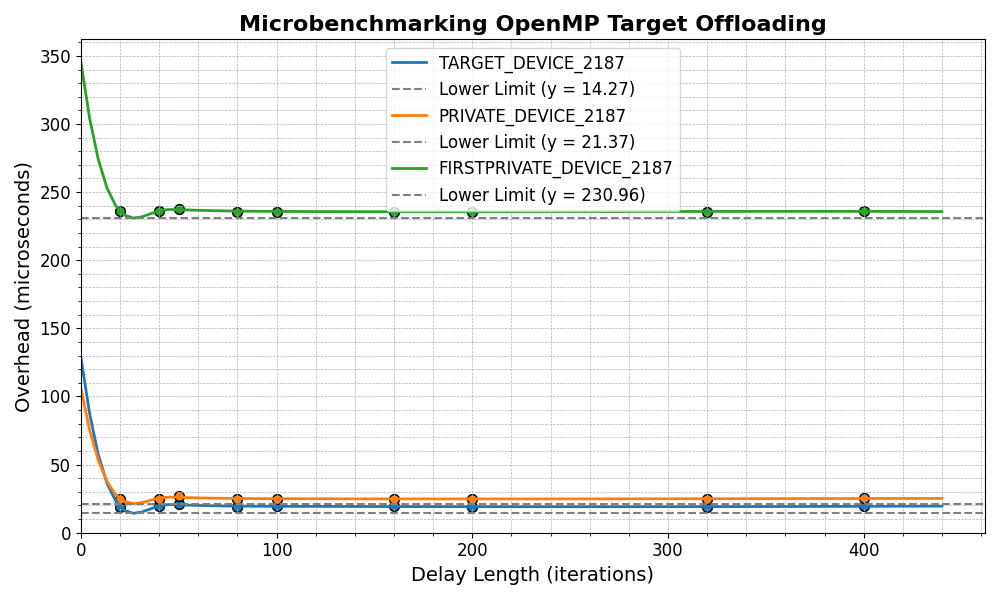 Microbenchmarking OpenMP Target Offloading
TARGET_DEVICE_2187
Lower Limit (y = 14.27)
PRIVATE_DEVICE_2187
Lower Limit (y = 21.37)
FIRSTPRIVATE_DEVICE_2187
Lower Limit (y = 230.96)
Overhead (microseconds)
350
300
250
200
150
100
50
0
0 100 200 300 400
Delay Length (iterations)